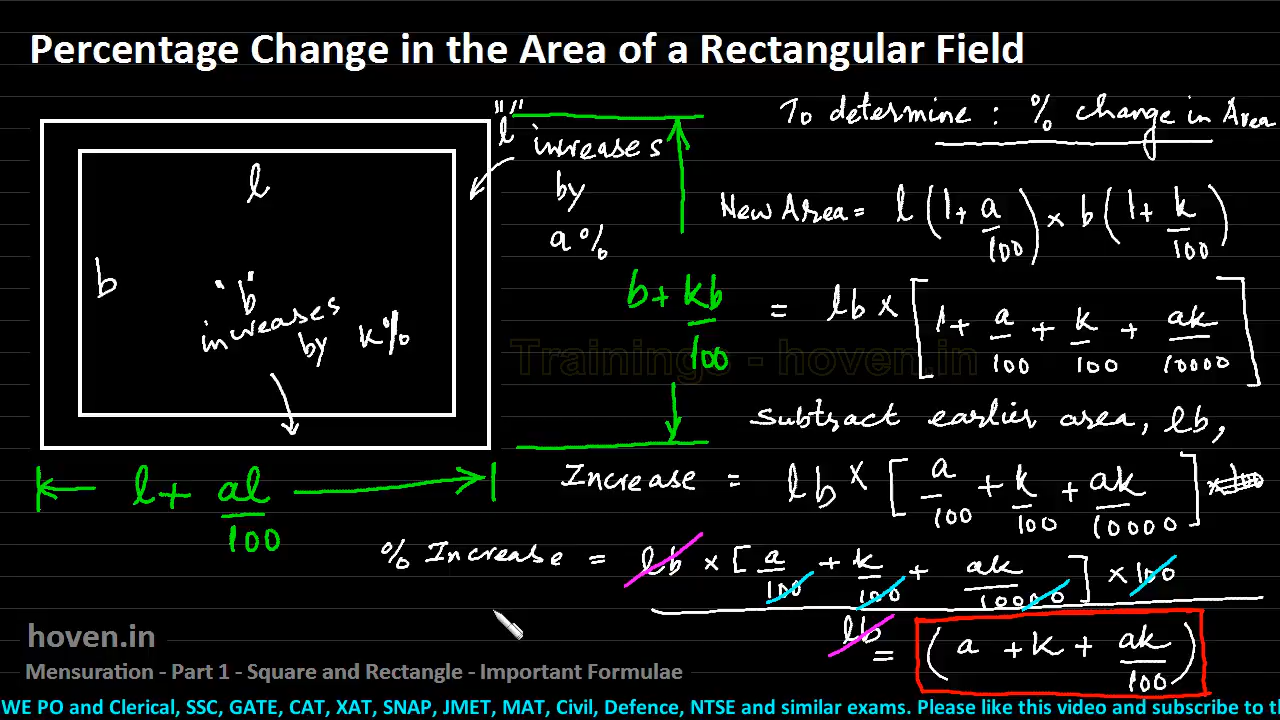 Percentage Change in the Area of a Rectangular Field
"l"
increases
by
a%
l
b
"b"
increases
by k%
b + kb/100
l + al/100
To determine : % change in Area
New Area = l (1 + a/100) × b (1 + k/100)
= lb × [1 + a/100 + k/100 + ak/10000]
Trainingo - hoven.in
Subtract earlier area, lb,
Increase = lb × [a/100 + k/100 + ak/10000]
% Increase = lb × [a/100 + k/100 + ak/10000] × 100
lb
= (a + k + ak/100)
hoven.in
Mensuration - Part 1 - Square and Rectangle - Important Formulae
WE PO and Clerical, SSC, GATE, CAT, XAT, SNAP, JMET, MAT, Civil, Defence, NTSE and similar exams. Please like this video and subscribe to